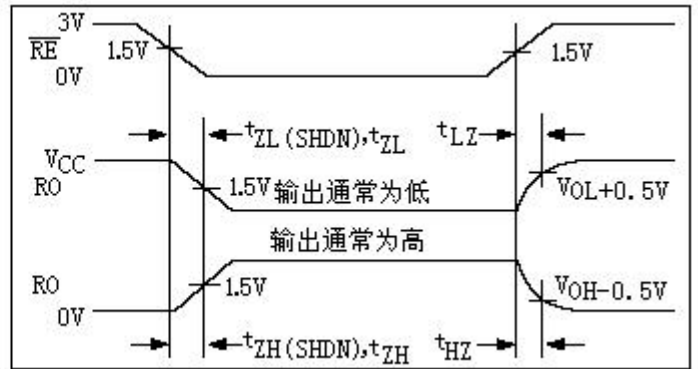 3V
RE 1.5V 1.5V
0V
tZL(SHDN),tZL tLZ
VCC
RO 1.5V 输出通常为低 VOL+0.5V
输出通常为高
RO 1.5V VOH-0.5V
0V
tZH(SHDN),tZH tHZ